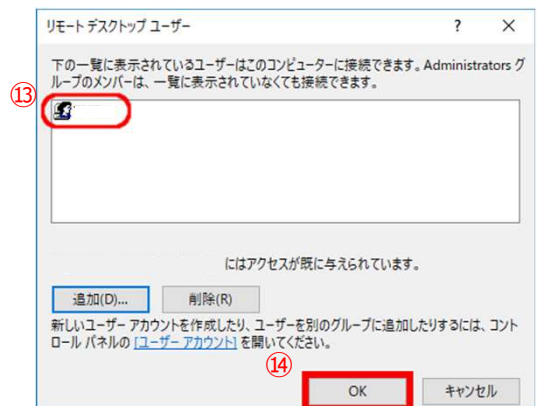 リモート デスクトップ ユーザー ? ×
下の一覧に表示されているユーザーはこのコンピューターに接続できます。Administrators グ
ループのメンバーは、一覧に表示されていなくても接続できます。
⑬
にはアクセスが既に与えられています。
追加(D)... 削除(R)
新しいユーザー アカウントを作成したり、ユーザーを別のグループに追加したりするには、コント
ロール パネルの [ユーザー アカウント] を開いてください。
⑭
OK キャンセル